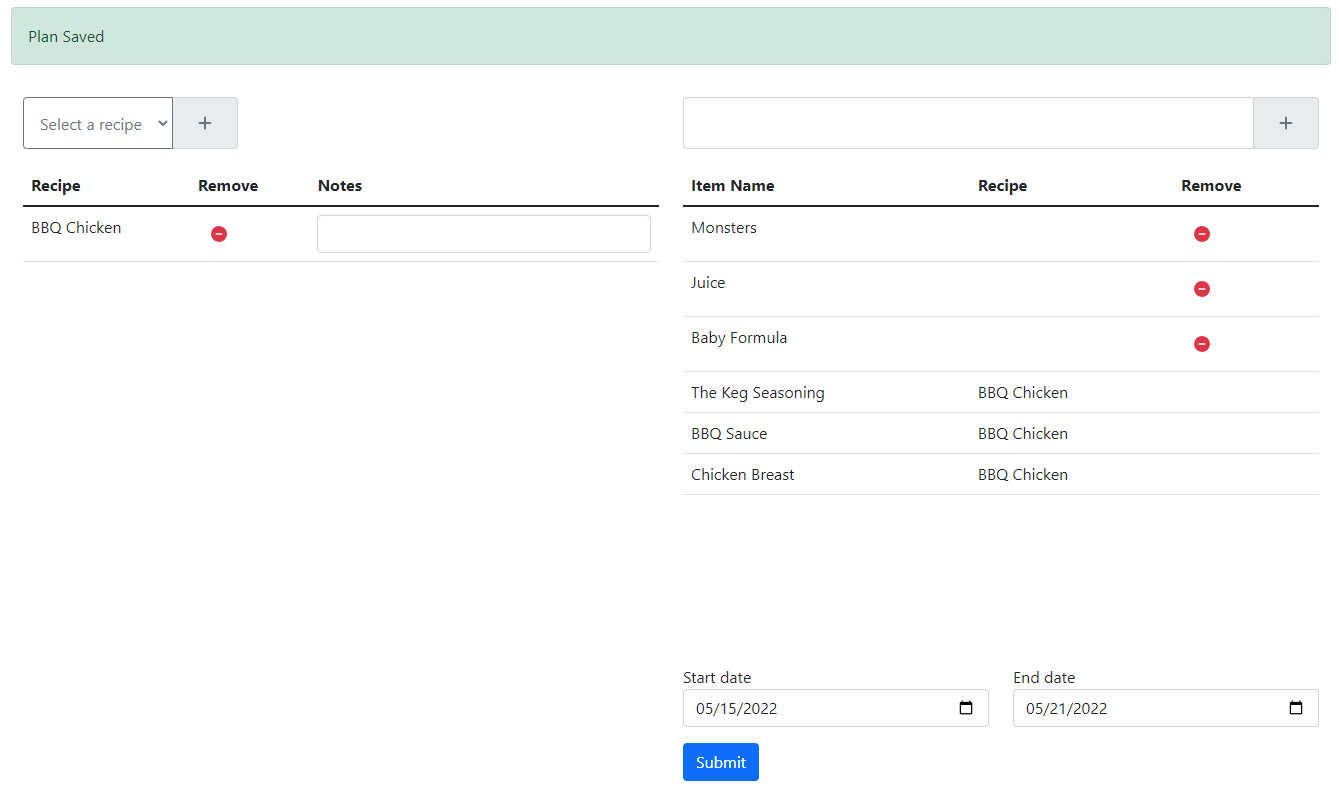 Plan Saved
Select a recipe +
+
Recipe Remove Notes
BBQ Chicken
Item Name Recipe Remove
Monsters
Juice
Baby Formula
The Keg Seasoning BBQ Chicken
BBQ Sauce BBQ Chicken
Chicken Breast BBQ Chicken
Start date End date
05/15/2022 05/21/2022
Submit